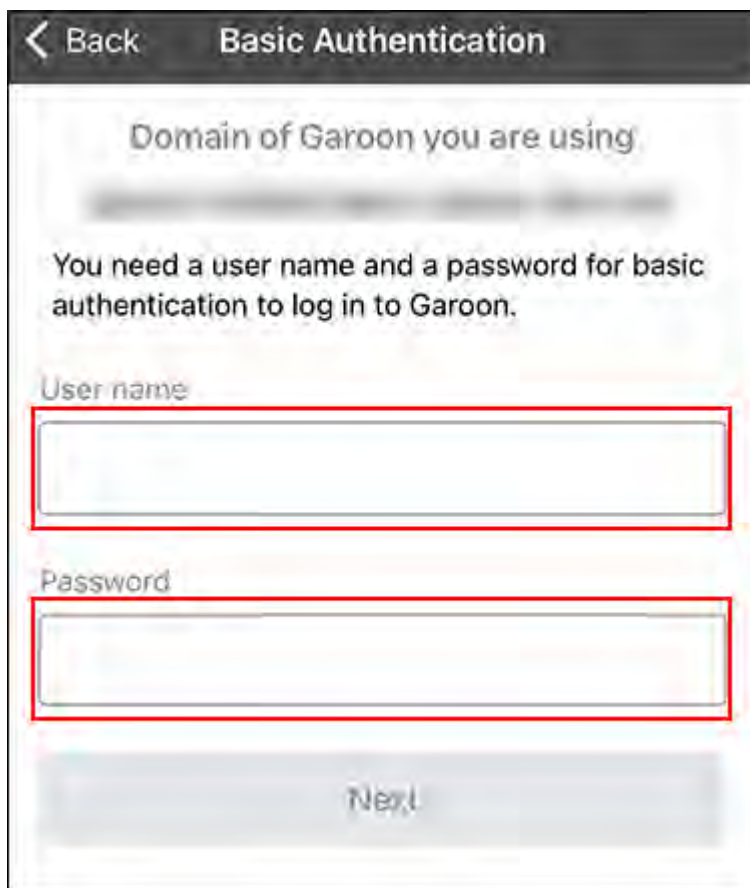 Back Basic Authentication
Domain of Garoon you are using
You need a user name and a password for basic
authentication to log in to Garoon.
User name
Password
Next